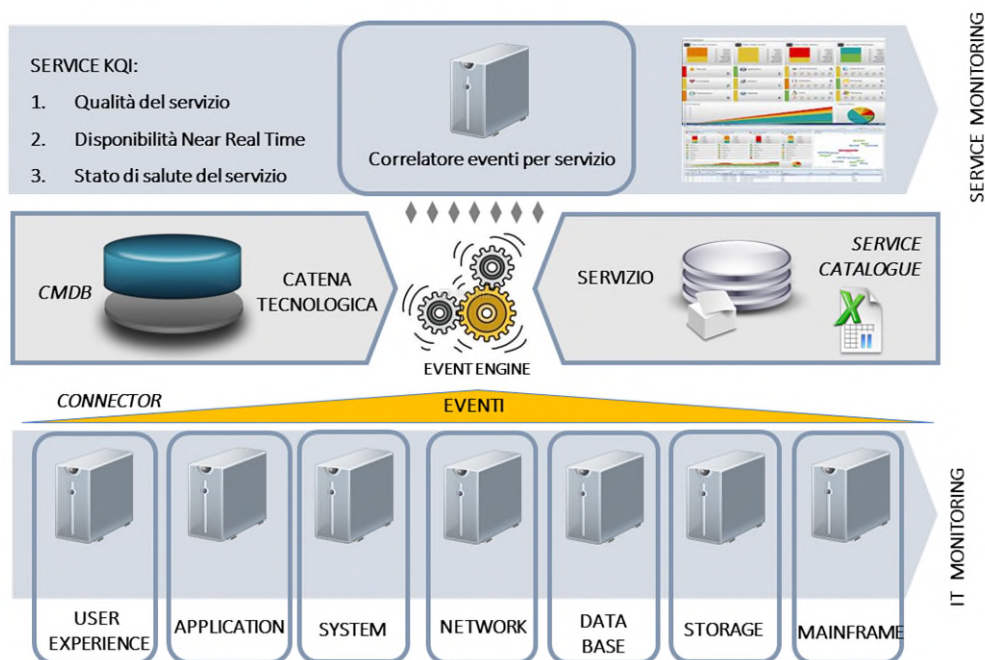 SERVICE KQI:
1. Qualità del servizio
2. Disponibilità Near Real Time
3. Stato di salute del servizio
Correlatore eventi per servizio
SERVICE MONITORING
CMDB
CATENA
TECNOLOGICA
EVENT ENGINE
SERVIZIO
SERVICE
CATALOGUE
CONNECTOR
EVENTI
USER
EXPERIENCE
APPLICATION
SYSTEM
NETWORK
DATA
BASE
STORAGE
MAINFRAME
IT MONITORING